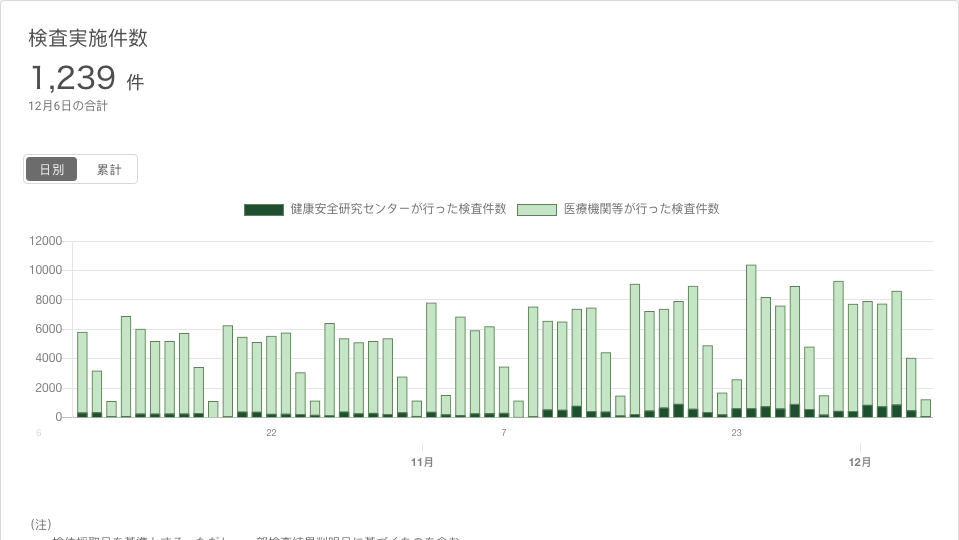 検査実施件数
1,239 件
12月6日の合計
日別 累計
健康安全研究センターが行った検査件数 医療機関等が行った検査件数
12000
10000
8000
6000
4000
2000
0
6 22 7 23
11月 12月
(注)